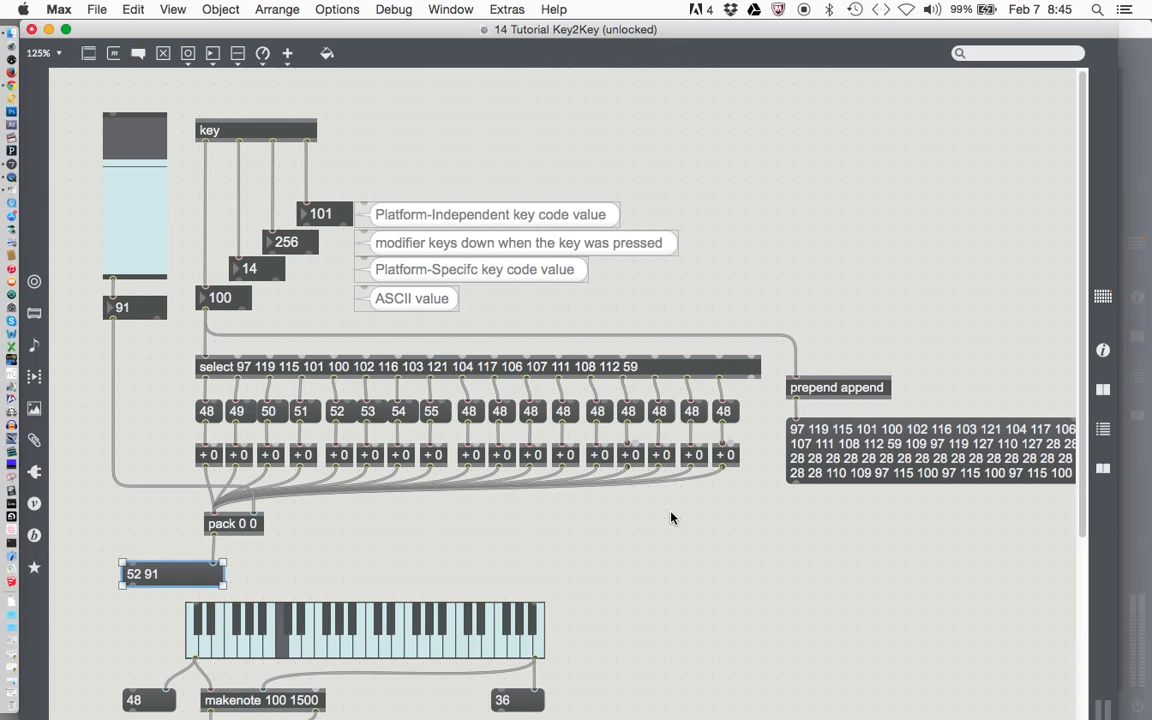 Max File Edit View Object Arrange Options Debug Window Extras Help 4 99% Feb 7 8:45
14 Tutorial Key2Key (unlocked)
125%
key
101 Platform-Independent key code value
256 modifier keys down when the key was pressed
14 Platform-Specifc key code value
100 ASCII value
91
select 97 119 115 101 100 102 116 103 121 104 117 106 107 111 108 112 59
prepend append
48 49 50 51 52 53 54 55 48 48 48 48 48 48 48 48 48
97 119 115 101 100 102 116 103 121 104 117 106
107 111 108 112 59 109 97 119 127 110 127 28 28
28 28 28 28 28 28 28 28 28 28 28 28 28 28 28
28 28 110 109 97 115 100 97 115 100 97 115 100
+ 0 + 0 + 0 + 0 + 0 + 0 + 0 + 0 + 0 + 0 + 0 + 0 + 0 + 0 + 0 + 0 + 0
pack 0 0
52 91
48 makenote 100 1500 36